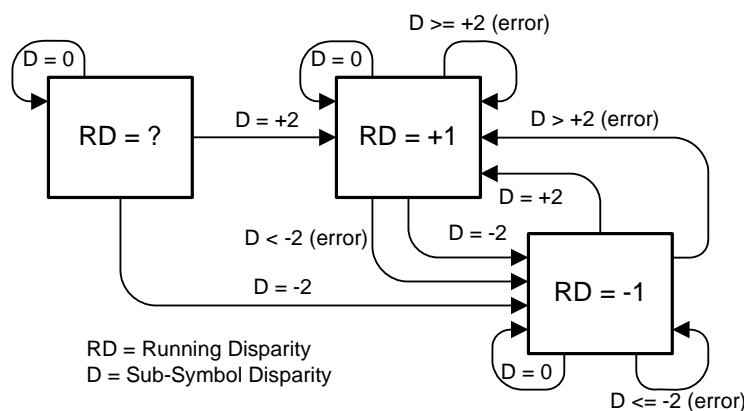 D >= +2 (error)
D = 0
D = 0
D = +2
D > +2 (error)
RD = ?
RD = +1
D = +2
D < -2 (error)
D = -2
D = -2
RD = -1
RD = Running Disparity
D = Sub-Symbol Disparity
D = 0
D <= -2 (error)